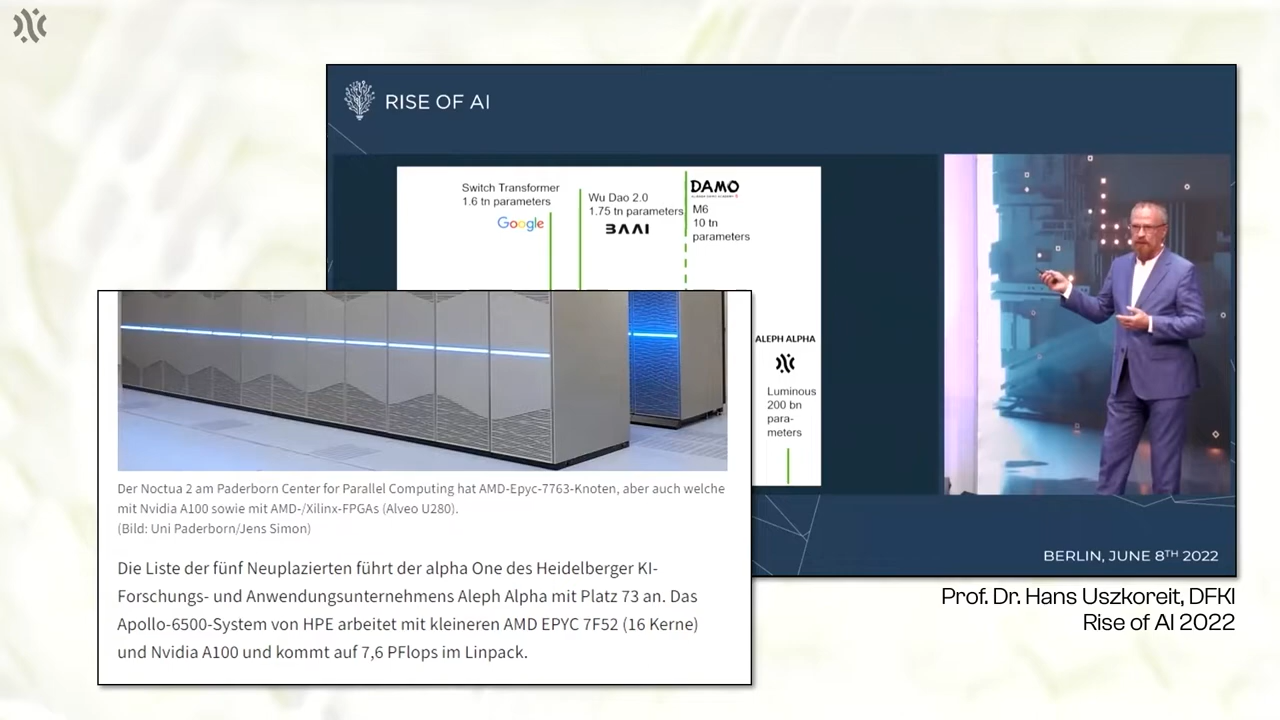 RISE OF AI
Switch Transformer
1.6 tn parameters
Google
Wu Dao 2.0
1.75 tn parameters
BAAI
DAMO
M6
10 tn
parameters
ALEPH ALPHA
Luminous
200 bn
para-
meters
BERLIN, JUNE 8TH 2022
Prof. Dr. Hans Uszkoreit, DFKI
Rise of AI 2022
Der Noctua 2 am Paderborn Center for Parallel Computing hat AMD-Epyc-7763-Knoten, aber auch welche
mit Nvidia A100 sowie mit AMD-/Xilinx-FPGAs (Alveo U280).
(Bild: Uni Paderborn/Jens Simon)
Die Liste der fünf Neuplazierten führt der alpha One des Heidelberger KI-
Forschungs- und Anwendungsunternehmens Aleph Alpha mit Platz 73 an. Das
Apollo-6500-System von HPE arbeitet mit kleineren AMD EPYC 7F52 (16 Kerne)
und Nvidia A100 und kommt auf 7,6 PFlops im Linpack.